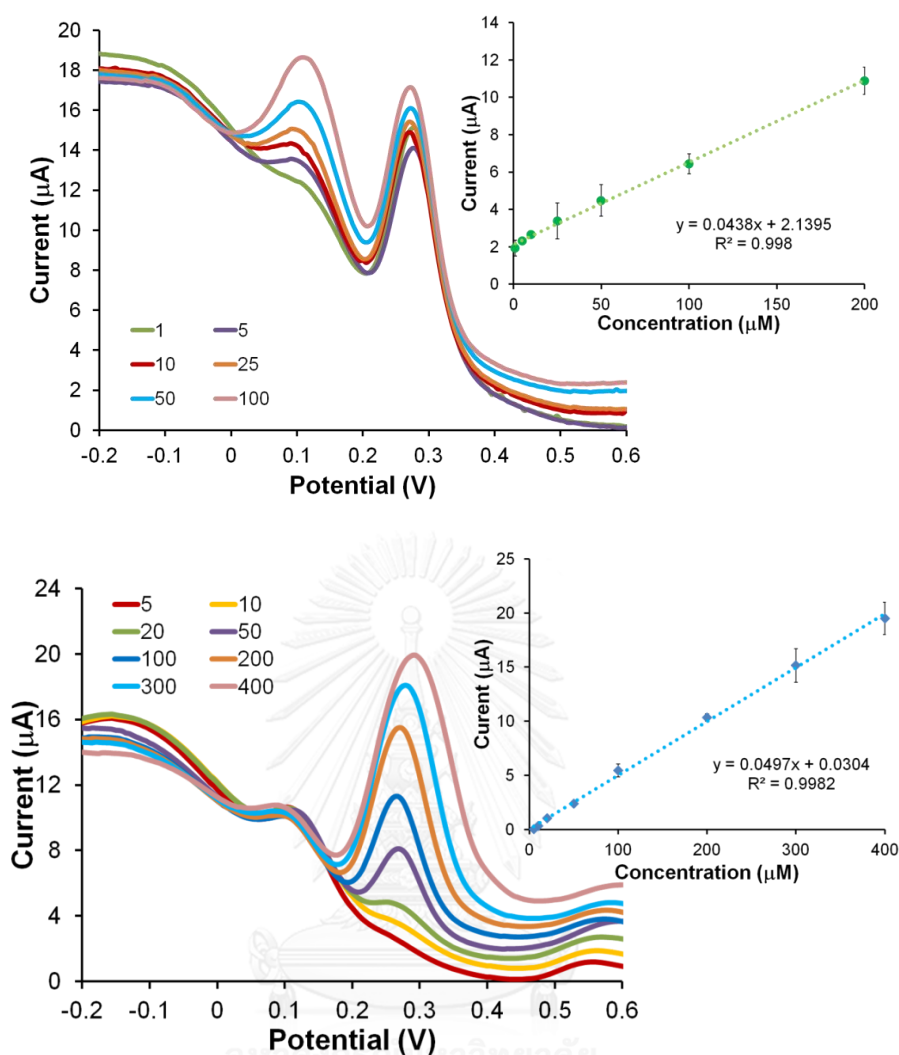 20
18
16
14
12
10
8
6
4
2
0
Current (µA)
-0.2 -0.1 0 0.1 0.2 0.3 0.4 0.5 0.6
Potential (V)
1 5
10 25
50 100
14
12
10
8
6
4
2
0
Current (µA)
y = 0.0438x + 2.1395
R² = 0.998
0 50 100 150 200
Concentration (µM)
24
20
16
12
8
4
0
Current (µA)
-0.2 -0.1 0 0.1 0.2 0.3 0.4 0.5 0.6
Potential (V)
5 10
20 50
100 200
300 400
25
20
15
10
5
0
Curent (µA)
y = 0.0497x + 0.0304
R² = 0.9982
0 100 200 300 400
Concentration (µM)